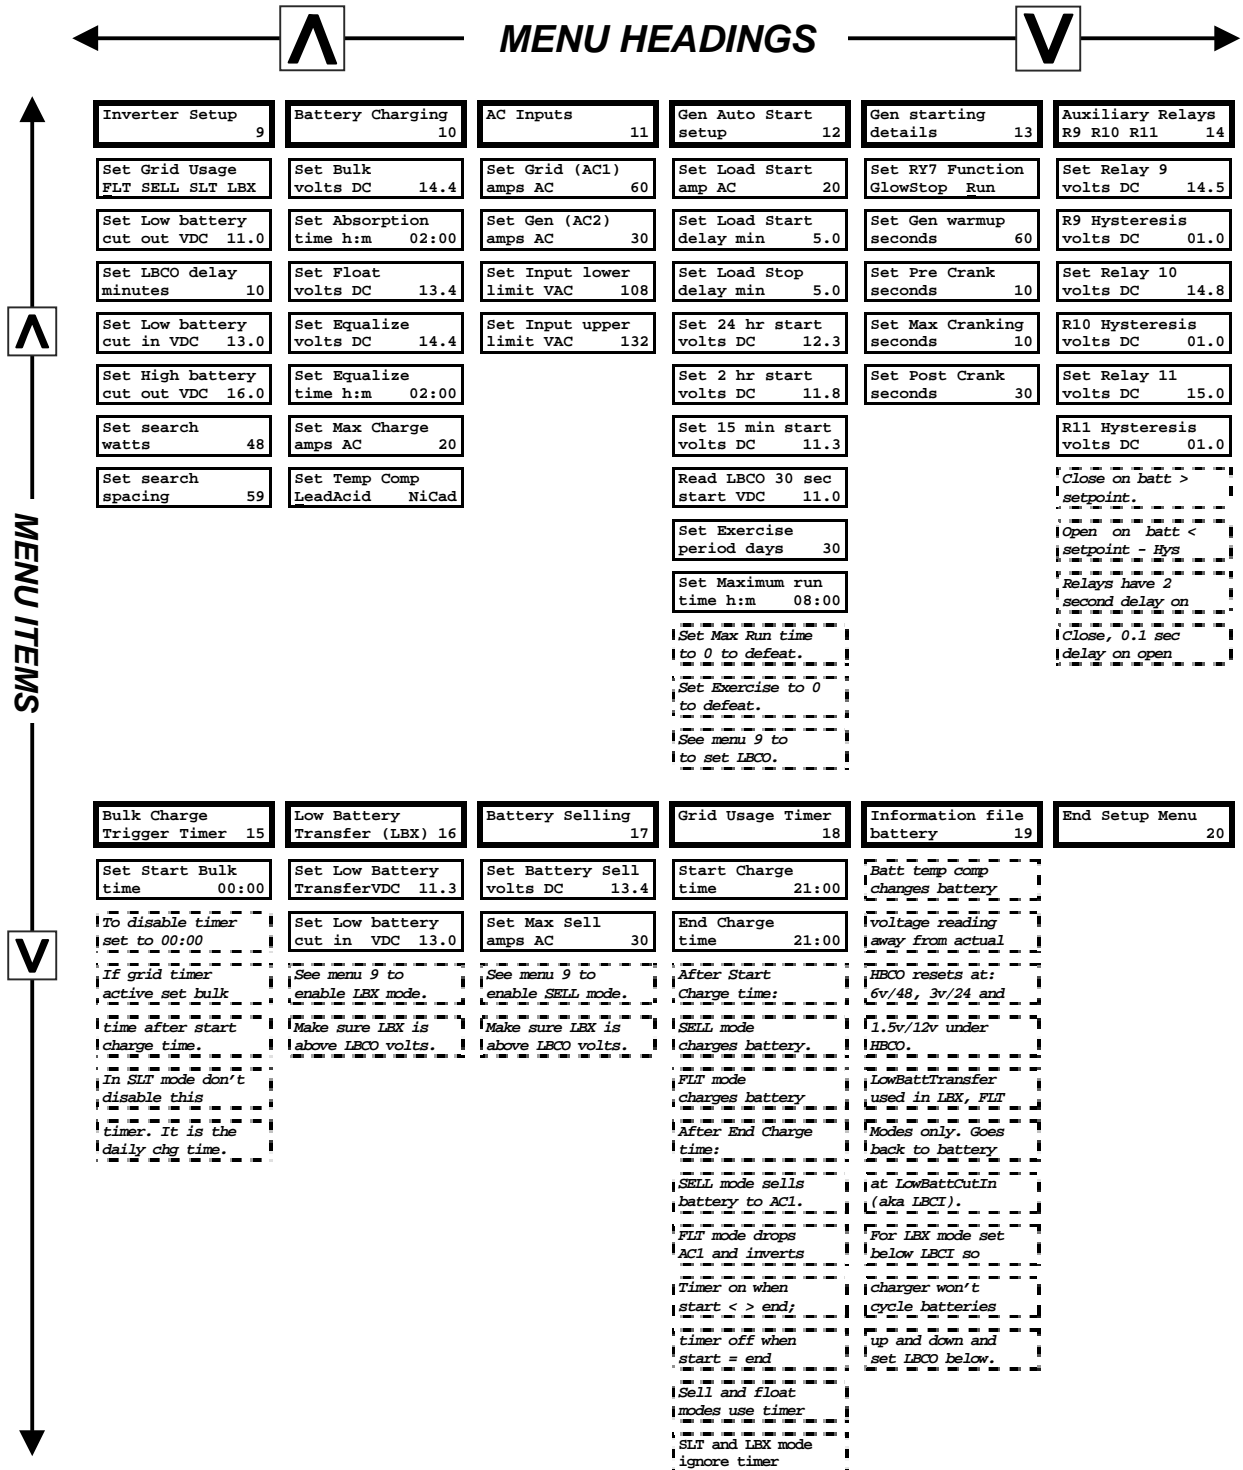 MENU HEADINGS
MENU ITEMS
Inverter Setup
9
Set Grid Usage
FLT SELL SLT LBX
Set Low battery
cut out VDC 11.0
Set LBCO delay
minutes 10
Set Low battery
cut in VDC 13.0
Set High battery
cut out VDC 16.0
Set search
watts 48
Set search
spacing 59
Battery Charging
10
Set Bulk
volts DC 14.4
Set Absorption
time h:m 02:00
Set Float
volts DC 13.4
Set Equalize
volts DC 14.4
Set Equalize
time h:m 02:00
Set Max Charge
amps AC 20
Set Temp Comp
LeadAcid NiCad
AC Inputs
11
Set Grid (AC1)
amps AC 60
Set Gen (AC2)
amps AC 30
Set Input lower
limit VAC 108
Set Input upper
limit VAC 132
Gen Auto Start
setup 12
Set Load Start
amp AC 20
Set Load Start
delay min 5.0
Set Load Stop
delay min 5.0
Set 24 hr start
volts DC 12.3
Set 2 hr start
volts DC 11.8
Set 15 min start
volts DC 11.3
Read LBCO 30 sec
start VDC 11.0
Set Exercise
period days 30
Set Maximum run
time h:m 08:00
Set Max Run time
to 0 to defeat.
Set Exercise to 0
to defeat.
See menu 9 to
to set LBCO.
Gen starting
details 13
Set RY7 Function
GlowStop Run
Set Gen warmup
seconds 60
Set Pre Crank
seconds 10
Set Max Cranking
seconds 10
Set Post Crank
seconds 30
Auxiliary Relays
R9 R10 R11 14
Set Relay 9
volts DC 14.5
R9 Hysteresis
volts DC 01.0
Set Relay 10
volts DC 14.8
R10 Hysteresis
volts DC 01.0
Set Relay 11
volts DC 15.0
R11 Hysteresis
volts DC 01.0
Close on batt >
setpoint.
Open on batt <
setpoint - Hys
Relays have 2
second delay on
Close, 0.1 sec
delay on open
Bulk Charge
Trigger Timer 15
Set Start Bulk
time 00:00
To disable timer
set to 00:00
If grid timer
active set bulk
time after start
charge time.
In SLT mode don't
disable this
timer. It is the
daily chg time.
Low Battery
Transfer (LBX) 16
Set Low Battery
TransferVDC 11.3
Set Low battery
cut in VDC 13.0
See menu 9 to
enable LBX mode.
Make sure LBX is
above LBCO volts.
Battery Selling
17
Set Battery Sell
volts DC 13.4
Set Max Sell
amps AC 30
See menu 9 to
enable SELL mode.
Make sure LBX is
above LBCO volts.
Grid Usage Timer
18
Start Charge
time 21:00
End Charge
time 21:00
After Start
Charge time:
SELL mode
charges battery.
FLT mode
charges battery
After End Charge
time:
SELL mode sells
battery to AC1.
FLT mode drops
AC1 and inverts
Timer on when
start < > end;
timer off when
start = end
Sell and float
modes use timer
SLT and LBX mode
ignore timer
Information file
battery 19
Batt temp comp
changes battery
voltage reading
away from actual
HBCO resets at:
6v/48, 3v/24 and
1.5v/12v under
HBCO.
LowBattTransfer
used in LBX, FLT
Modes only. Goes
back to battery
at LowBattCutIn
(aka LBCI).
For LBX mode set
below LBCI so
charger won't
cycle batteries
up and down and
set LBCO below.
End Setup Menu
20